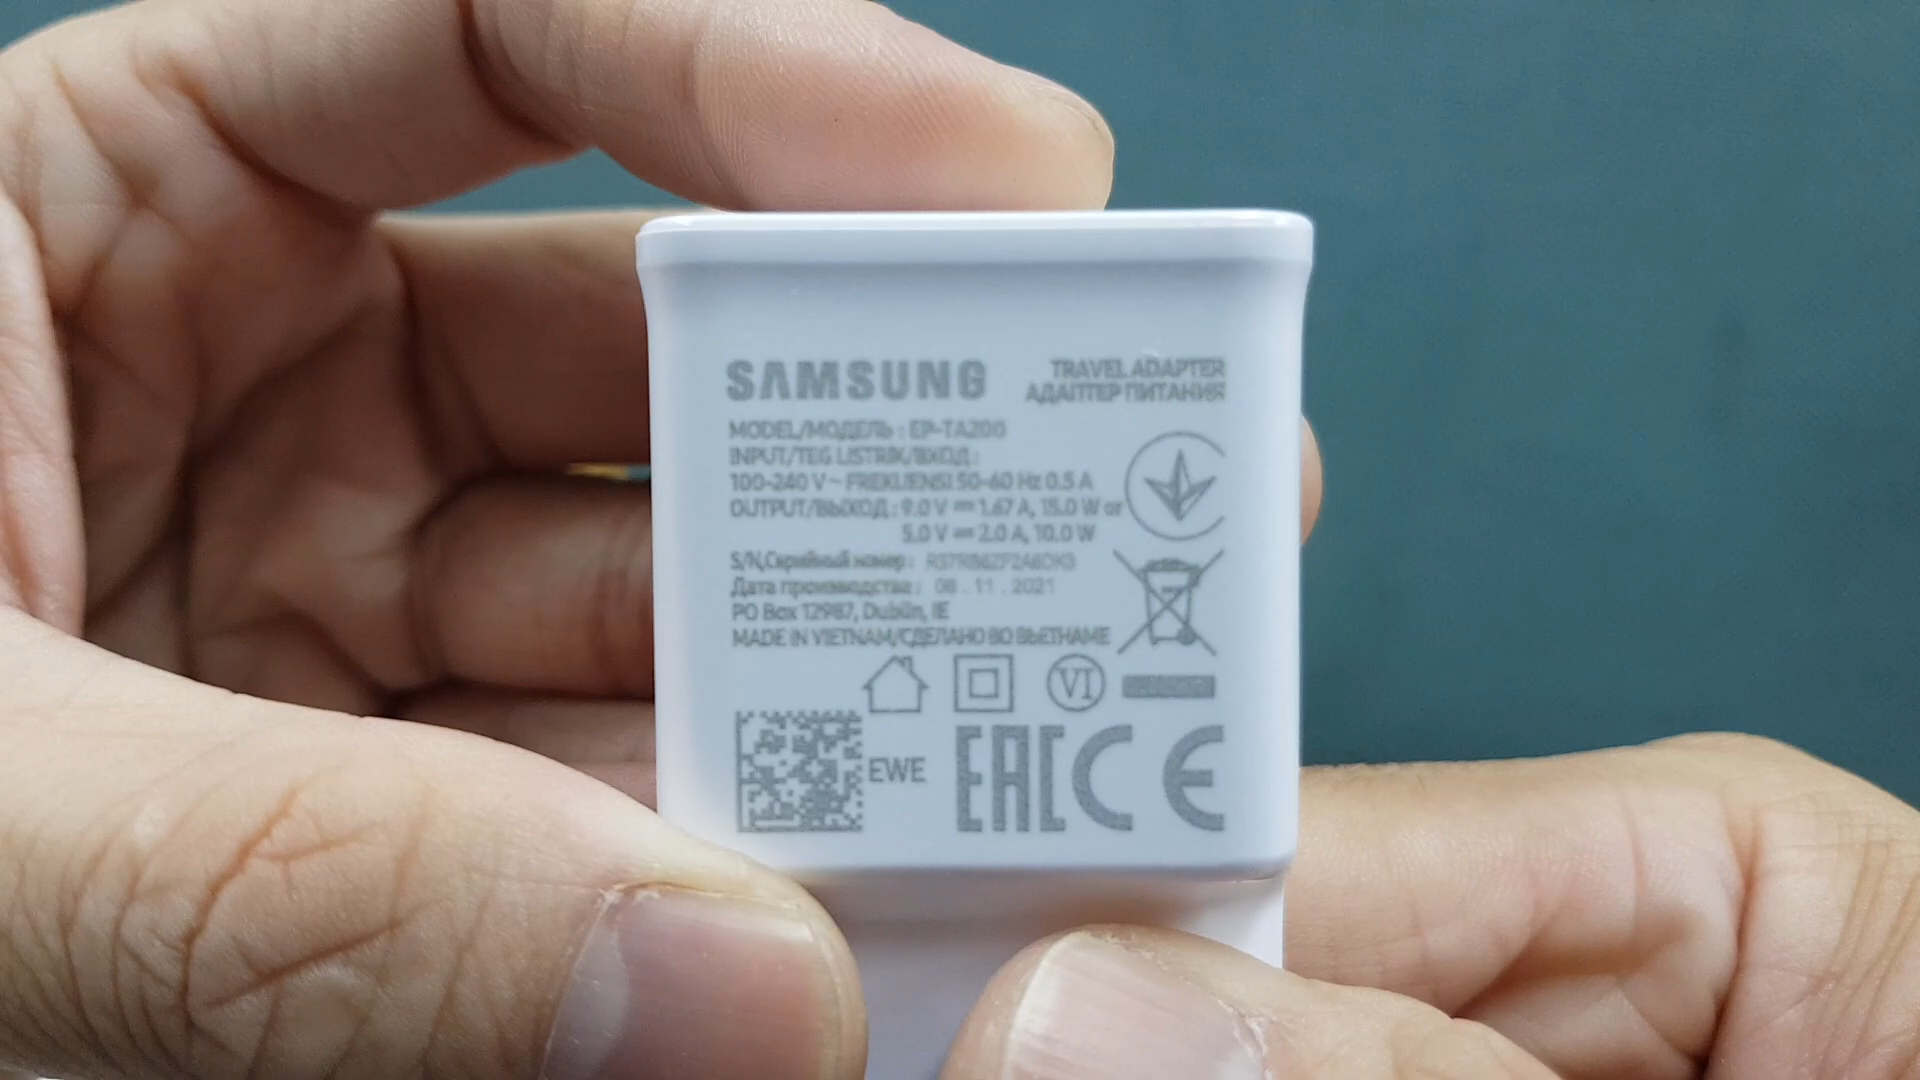 SAMSUNG
TRAVEL ADAPTER
АДАПТЕР ПИТАНИЯ
MODEL/МОДЕЛЬ : EP-TA200
INPUT/TEG LISTRIK/ВХОД :
100-240 V ~ FREKUENSI 50-60 Hz 0.5 A
OUTPUT/ВЫХОД : 9.0 V ⎓ 1.67 A, 15.0 W or
5.0 V ⎓ 2.0 A, 10.0 W
S/N,Серийный номер :
Дата производства : 06 . 11 . 2021
PO Box 12987, Dublin, IE
MADE IN VIETNAM/СДЕЛАНО ВО ВЬЕТНАМЕ
VI
EWE
EAC CE